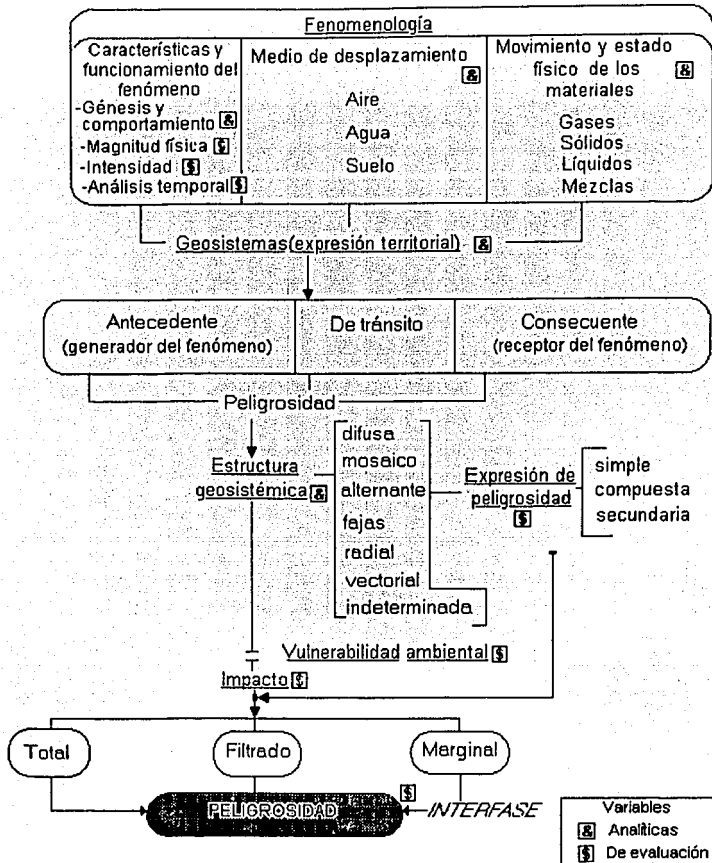 Fenomenología
Características y
funcionamiento del
fenómeno
-Génesis y
comportamiento &
-Magnitud física $
-Intensidad $
-Análisis temporal $
Medio de desplazamiento
&
Aire
Agua
Suelo
Movimiento y estado
físico de los &
materiales
Gases
Sólidos
Líquidos
Mezclas
Geosistemas(expresión territorial) &
Antecedente
(generador del fenómeno)
De tránsito
Consecuente
(receptor del fenómeno)
Peligrosidad
Estructura
geosistémica &
difusa
mosaico
alternante
fajas
radial
vectorial
indeterminada
Expresión de
peligrosidad
$
simple
compuesta
secundaria
Vulnerabilidad ambiental $
Impacto $
Total
Filtrado
Marginal
$
PELIGROSIDAD
INTERFASE
Variables
& Analíticas
$ De evaluación